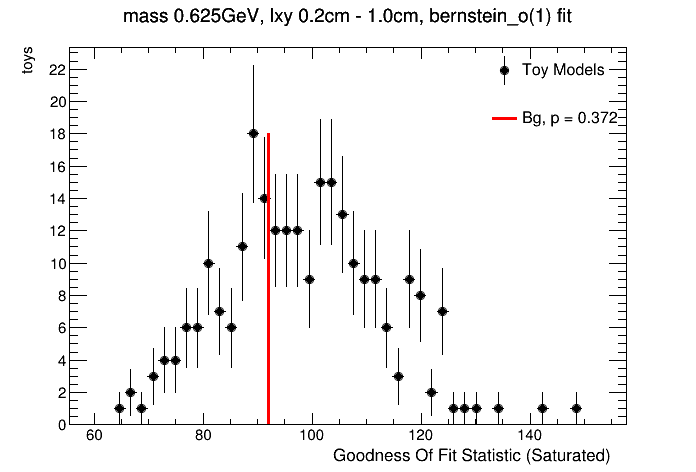 mass 0.625GeV, lxy 0.2cm - 1.0cm, bernstein_o(1) fit
toys
Toy Models
Bg, p = 0.372
22
20
18
16
14
12
10
8
6
4
2
0
60 80 100 120 140
Goodness Of Fit Statistic (Saturated)